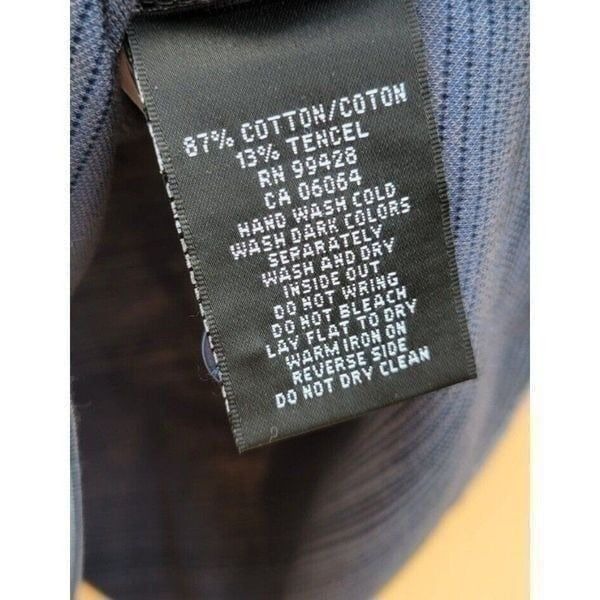 87% COTTON/COTON
13% TENCEL
RN 99428
CA 06064
HAND WASH COLD
WASH DARK COLORS
SEPARATELY
WASH AND DRY
INSIDE OUT
DO NOT WRING
DO NOT BLEACH
LAY FLAT TO DRY
WARM IRON ON
REVERSE SIDE
DO NOT DRY CLEAN